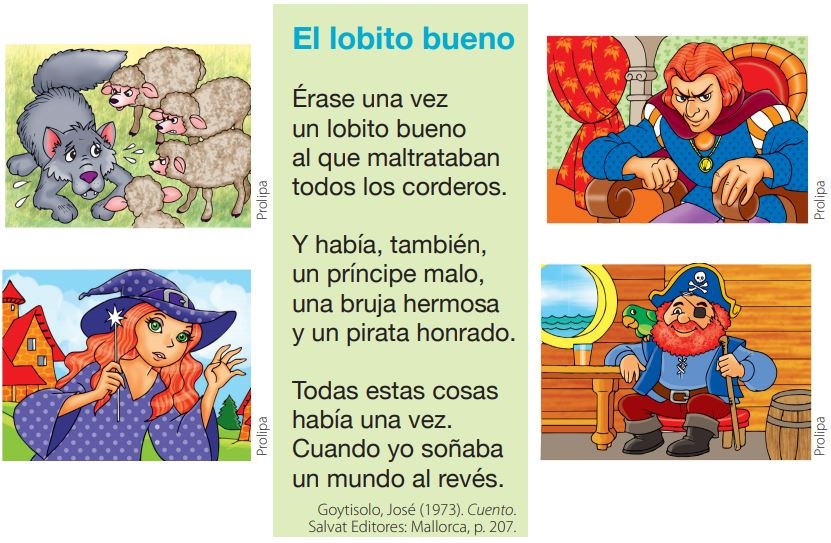 El lobito bueno
Érase una vez
un lobito bueno
al que maltrataban
todos los corderos.
Y había, también,
un príncipe malo,
una bruja hermosa
y un pirata honrado.
Todas estas cosas
había una vez.
Cuando yo soñaba
un mundo al revés.
Goytisolo, José (1973). Cuento.
Salvat Editores: Mallorca, p. 207.
Prolipa
Prolipa
Prolipa
Prolipa